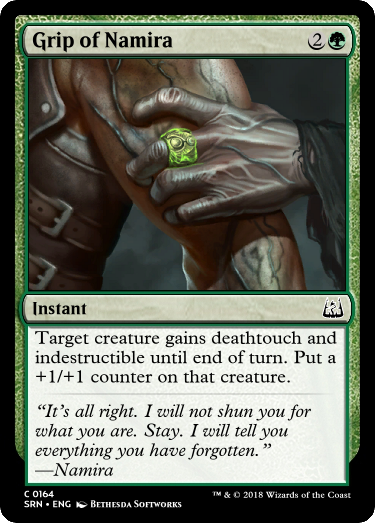 Grip of Namira 2
Instant
Target creature gains deathtouch and
indestructible until end of turn. Put a
+1/+1 counter on that creature.
“It’s all right. I will not shun you for
what you are. Stay. I will tell you
everything you have forgotten.”
—Namira
C 0164
SRN • ENG Bethesda Softworks
™ & © 2018 Wizards of the Coast